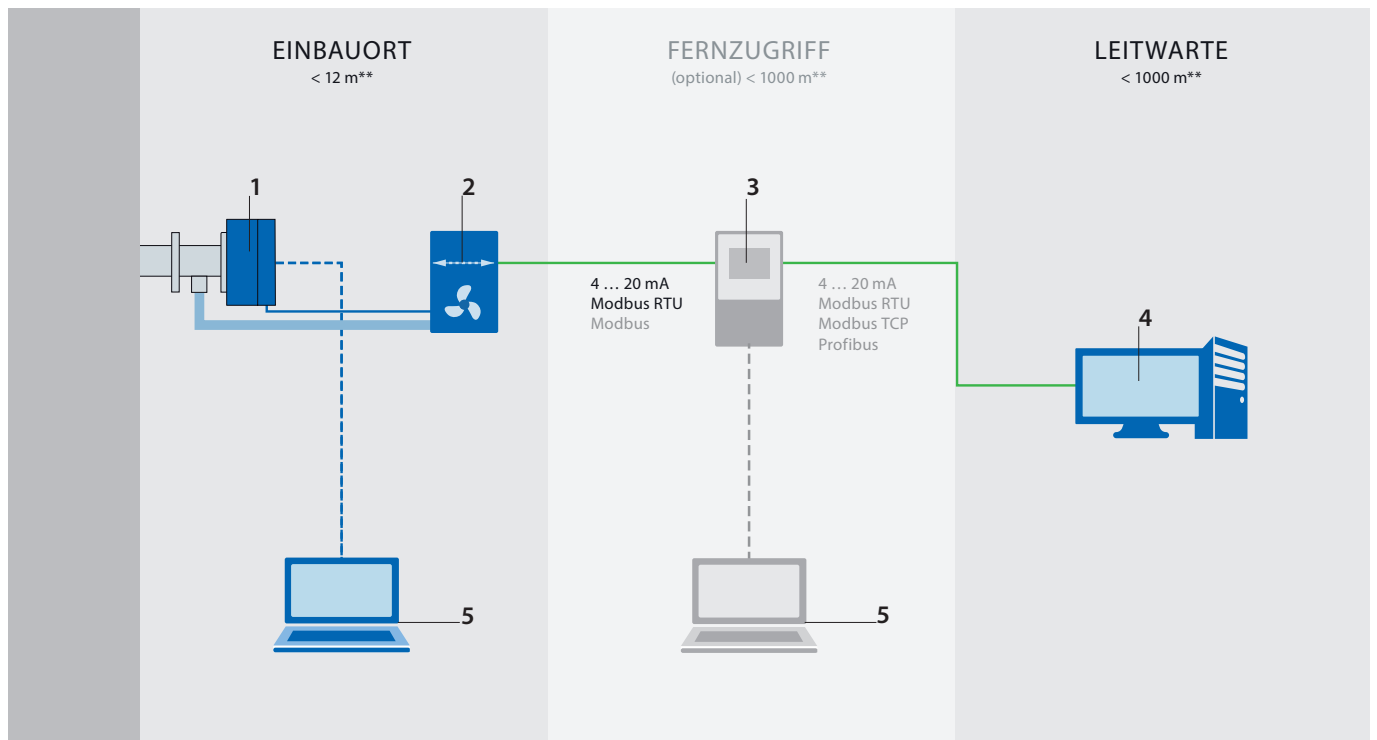 EINBAUORT
< 12 m**
FERNZUGRIFF
(optional) < 1000 m**
LEITWARTE
< 1000 m**
1
2
3
4 … 20 mA
Modbus RTU
Modbus
4 … 20 mA
Modbus RTU
Modbus TCP
Profibus
4
5
5